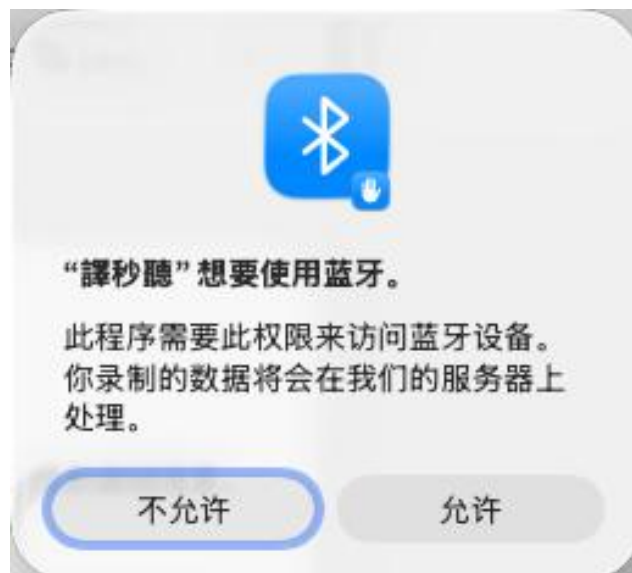 “譯秒聽”想要使用蓝牙。
此程序需要此权限来访问蓝牙设备。
你录制的数据将会在我们的服务器上
处理。
不允许
允许